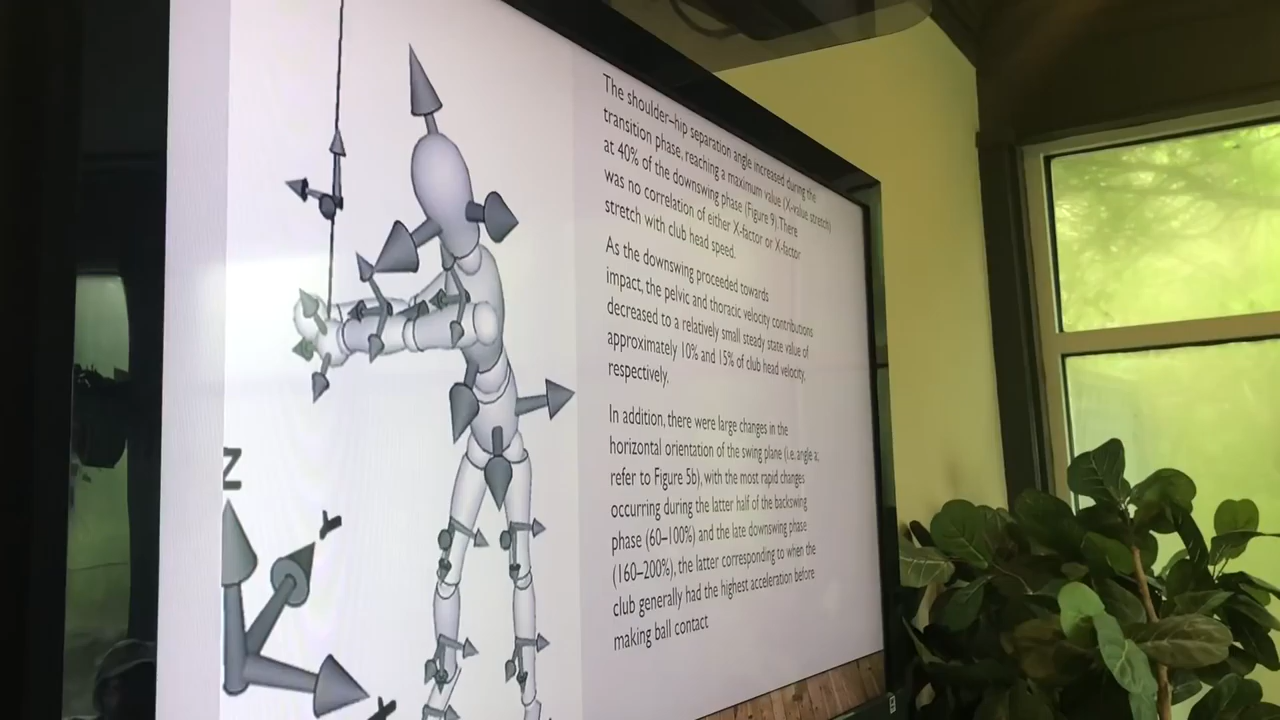 The shoulder–hip separation angle increased during the
transition phase, reaching a maximum value (X-value stretch)
at 40% of the downswing phase (Figure 9). There
was no correlation of either X-factor or X-factor
stretch with club head speed.
As the downswing proceeded towards
impact, the pelvic and thoracic velocity contributions
decreased to a relatively small steady state value of
approximately 10% and 15% of club head velocity,
respectively.
In addition, there were large changes in the
horizontal orientation of the swing plane (i.e. angle a,
refer to Figure 5b), with the most rapid changes
occurring during the latter half of the backswing
phase (60–100%) and the late downswing phase
(160–200%), the latter corresponding to when the
club generally had the highest acceleration before
making ball contact
Z
Y